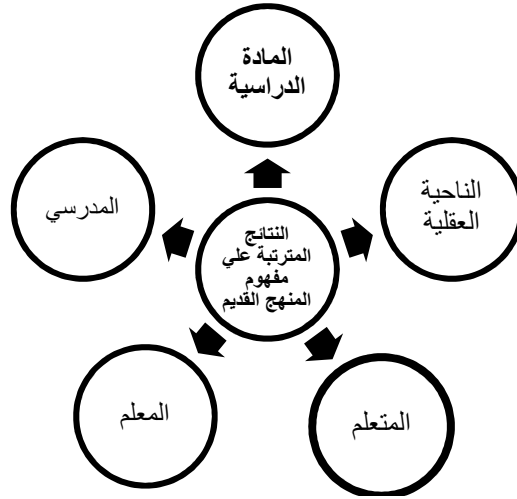 المادة
الدراسية
الناحية
العقلية
المدرسي
النتائج
المترتبة علي
مفهوم
المنهج القديم
المتعلم
المعلم